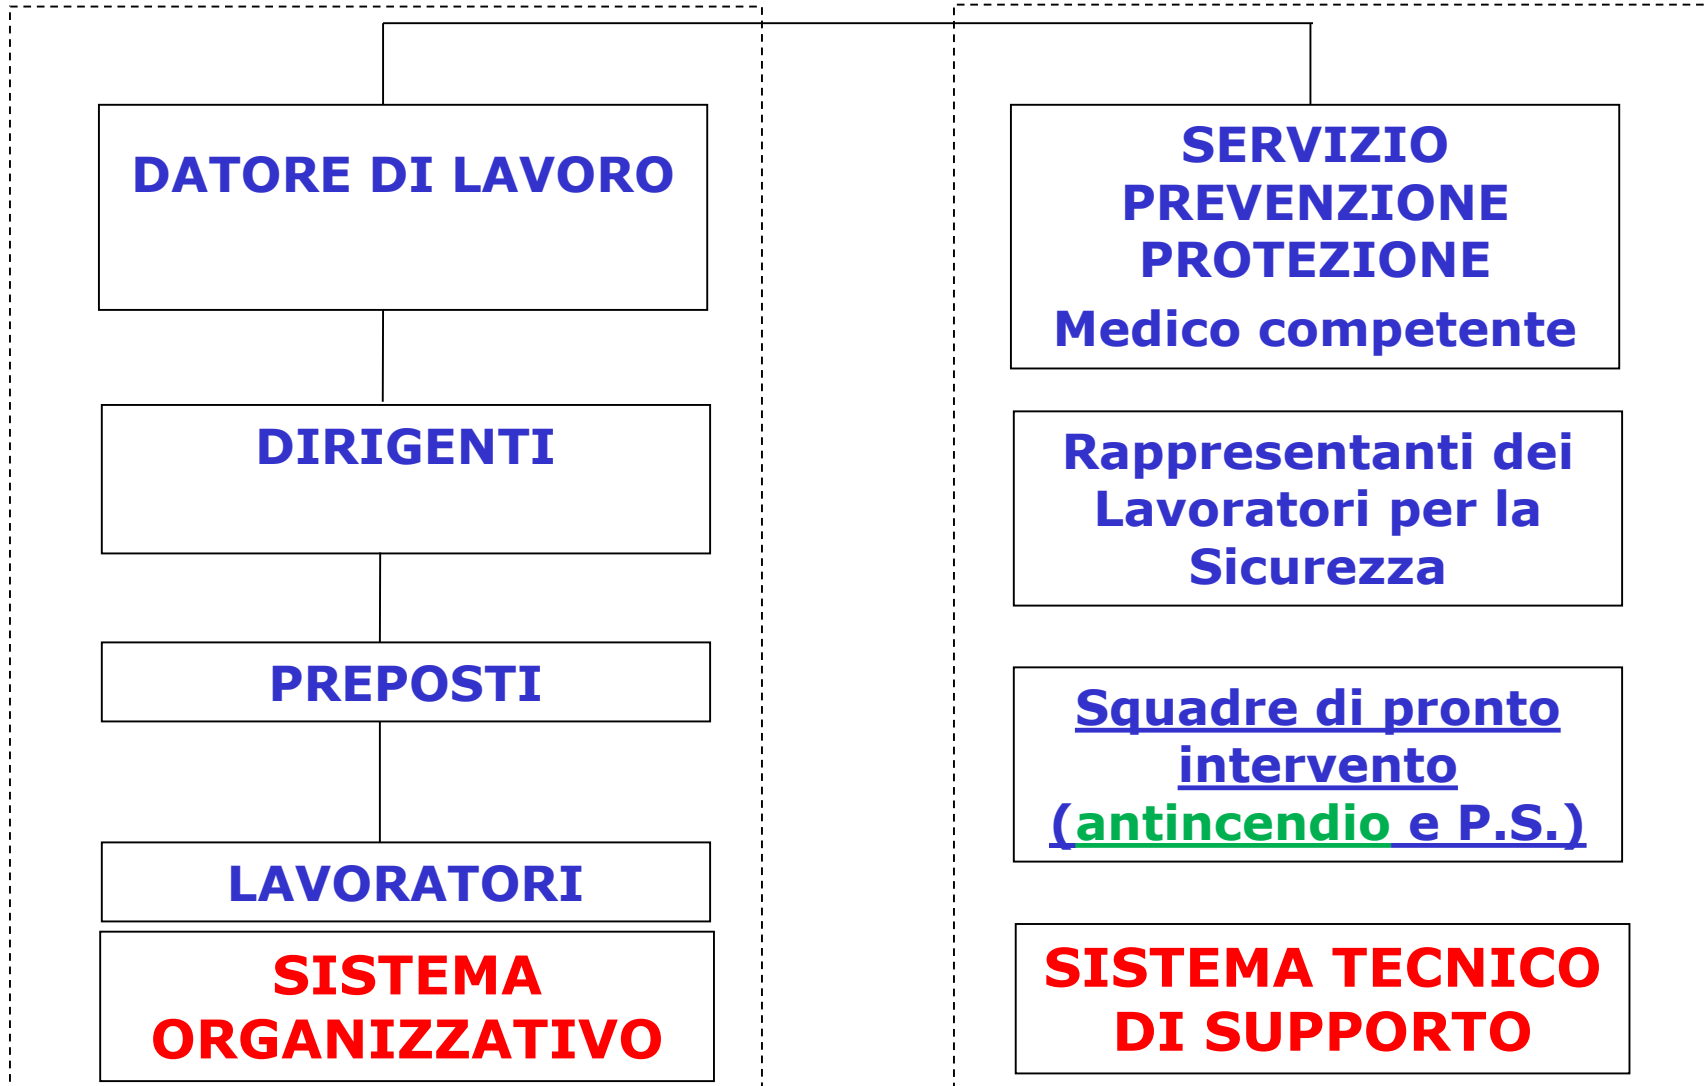 DATORE DI LAVORO
DIRIGENTI
PREPOSTI
LAVORATORI
SISTEMA
ORGANIZZATIVO
SERVIZIO
PREVENZIONE
PROTEZIONE
Medico competente
Rappresentanti dei
Lavoratori per la
Sicurezza
Squadre di pronto
intervento
(antincendio e P.S.)
SISTEMA TECNICO
DI SUPPORTO